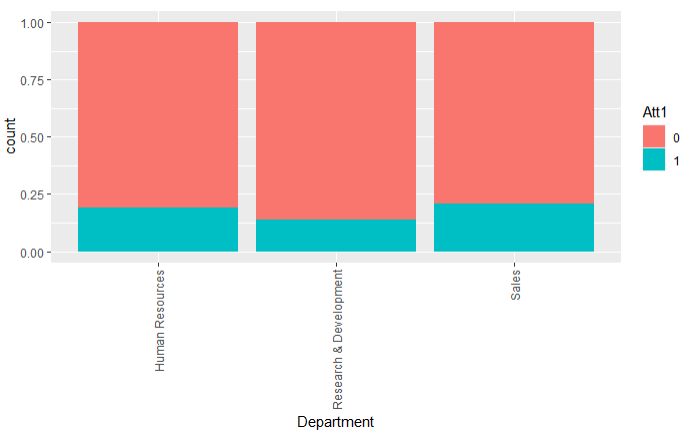 1.00
0.75
0.50
0.25
0.00
count
Human Resources
Research & Development
Sales
Department
Att1
0
1